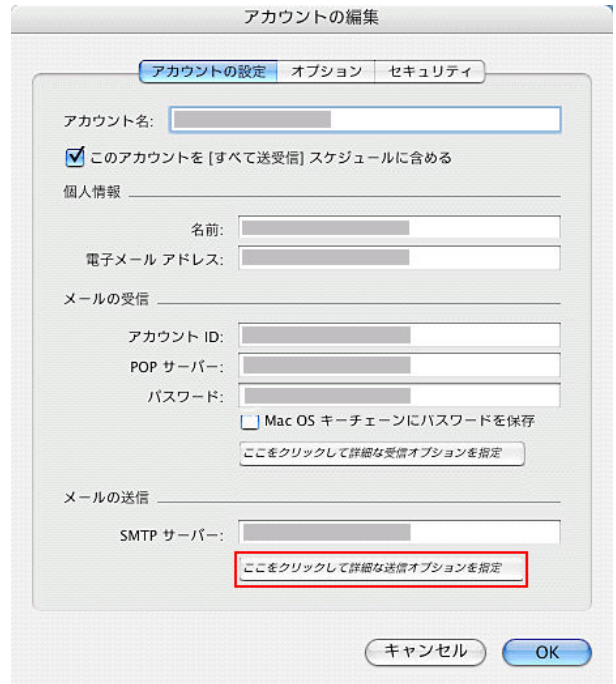 アカウントの編集
アカウントの設定 オプション セキュリティ
アカウント名:
このアカウントを [すべて送受信] スケジュールに含める
個人情報
名前:
電子メール アドレス:
メールの受信
アカウント ID:
POP サーバー:
パスワード:
Mac OS キーチェーンにパスワードを保存
ここをクリックして詳細な受信オプションを指定
メールの送信
SMTP サーバー:
ここをクリックして詳細な送信オプションを指定
キャンセル OK